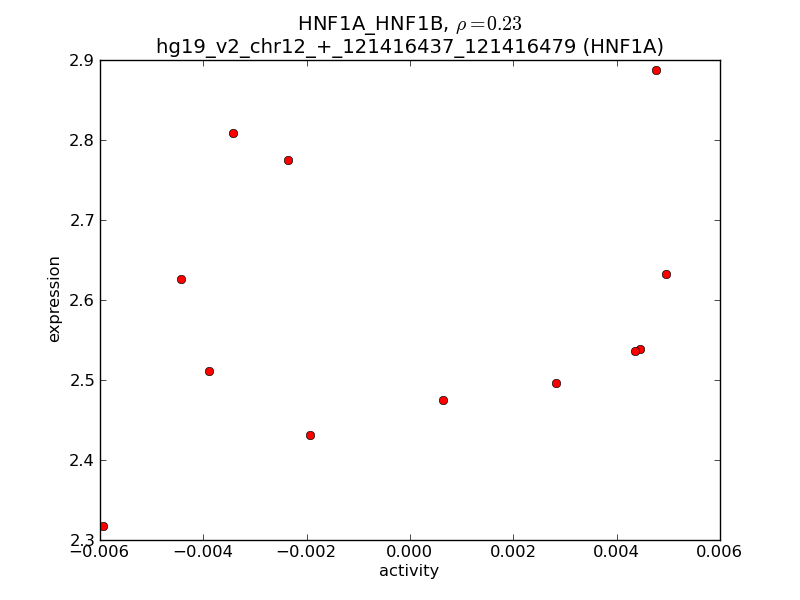 HNF1A_HNF1B, ρ = 0.23
hg19_v2_chr12_+_121416437_121416479 (HNF1A)
2.9
2.8
2.7
2.6
2.5
2.4
2.3
expression
−0.006 −0.004 −0.002 0.000 0.002 0.004 0.006
activity